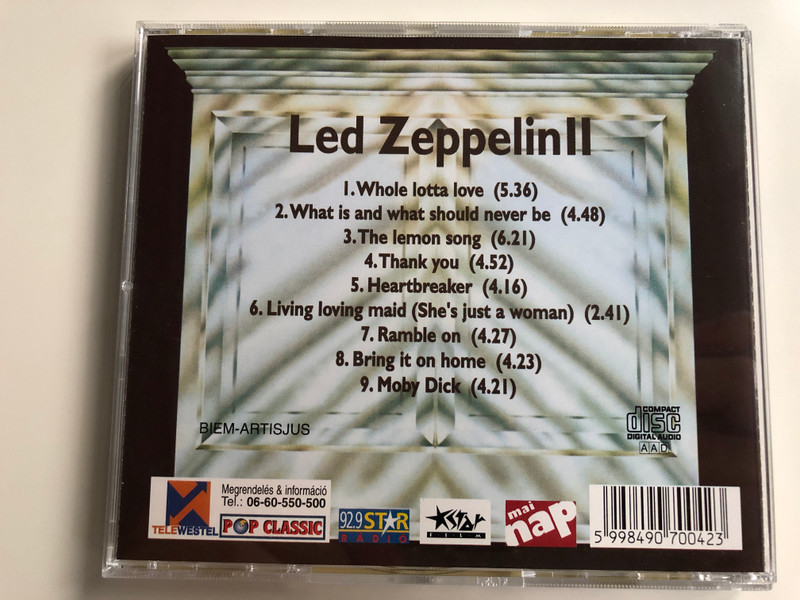 Led Zeppelin II
1. Whole lotta love (5.36)
2. What is and what should never be (4.48)
3. The lemon song (6.21)
4. Thank you (4.52)
5. Heartbreaker (4.16)
6. Living loving maid (She's just a woman) (2.41)
7. Ramble on (4.27)
8. Bring it on home (4.23)
9. Moby Dick (4.21)
BIEM-ARTISJUS
COMPACT
disc
DIGITAL AUDIO
AAD
TELEWESTEL
Megrendelés & információ
Tel.: 06-60-550-500
POP CLASSIC
92.9 STAR
RÁDIÓ
Star
FILM
mai
nap
5 998490 700423